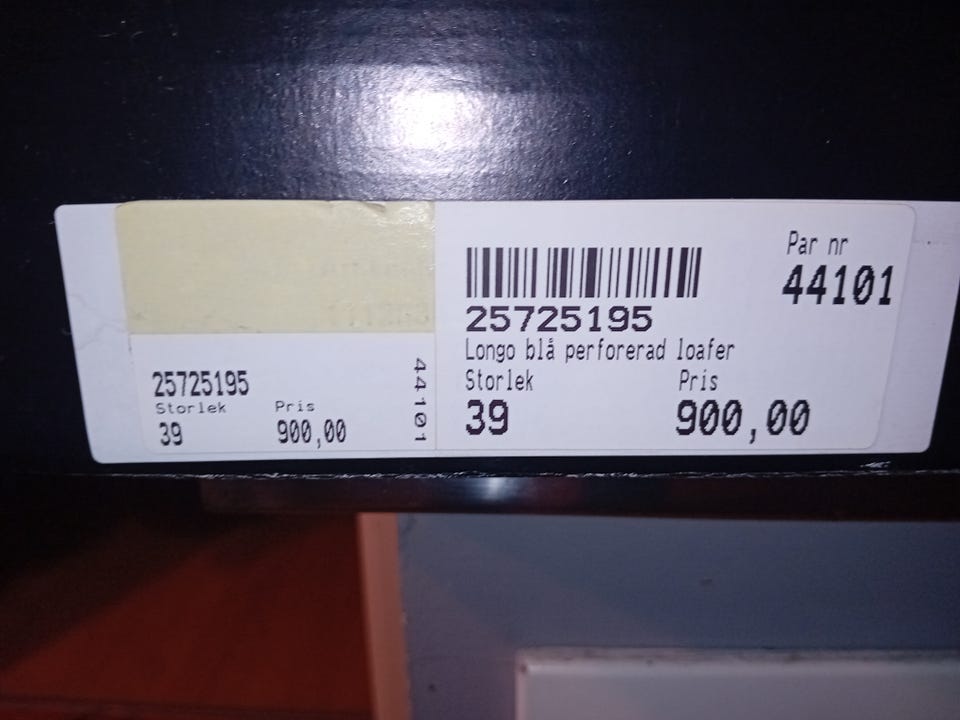 25725195
Storlek Pris
39 900,00
44101
Par nr
44101
25725195
Longo blå perforerad loafer
Storlek Pris
39 900,00